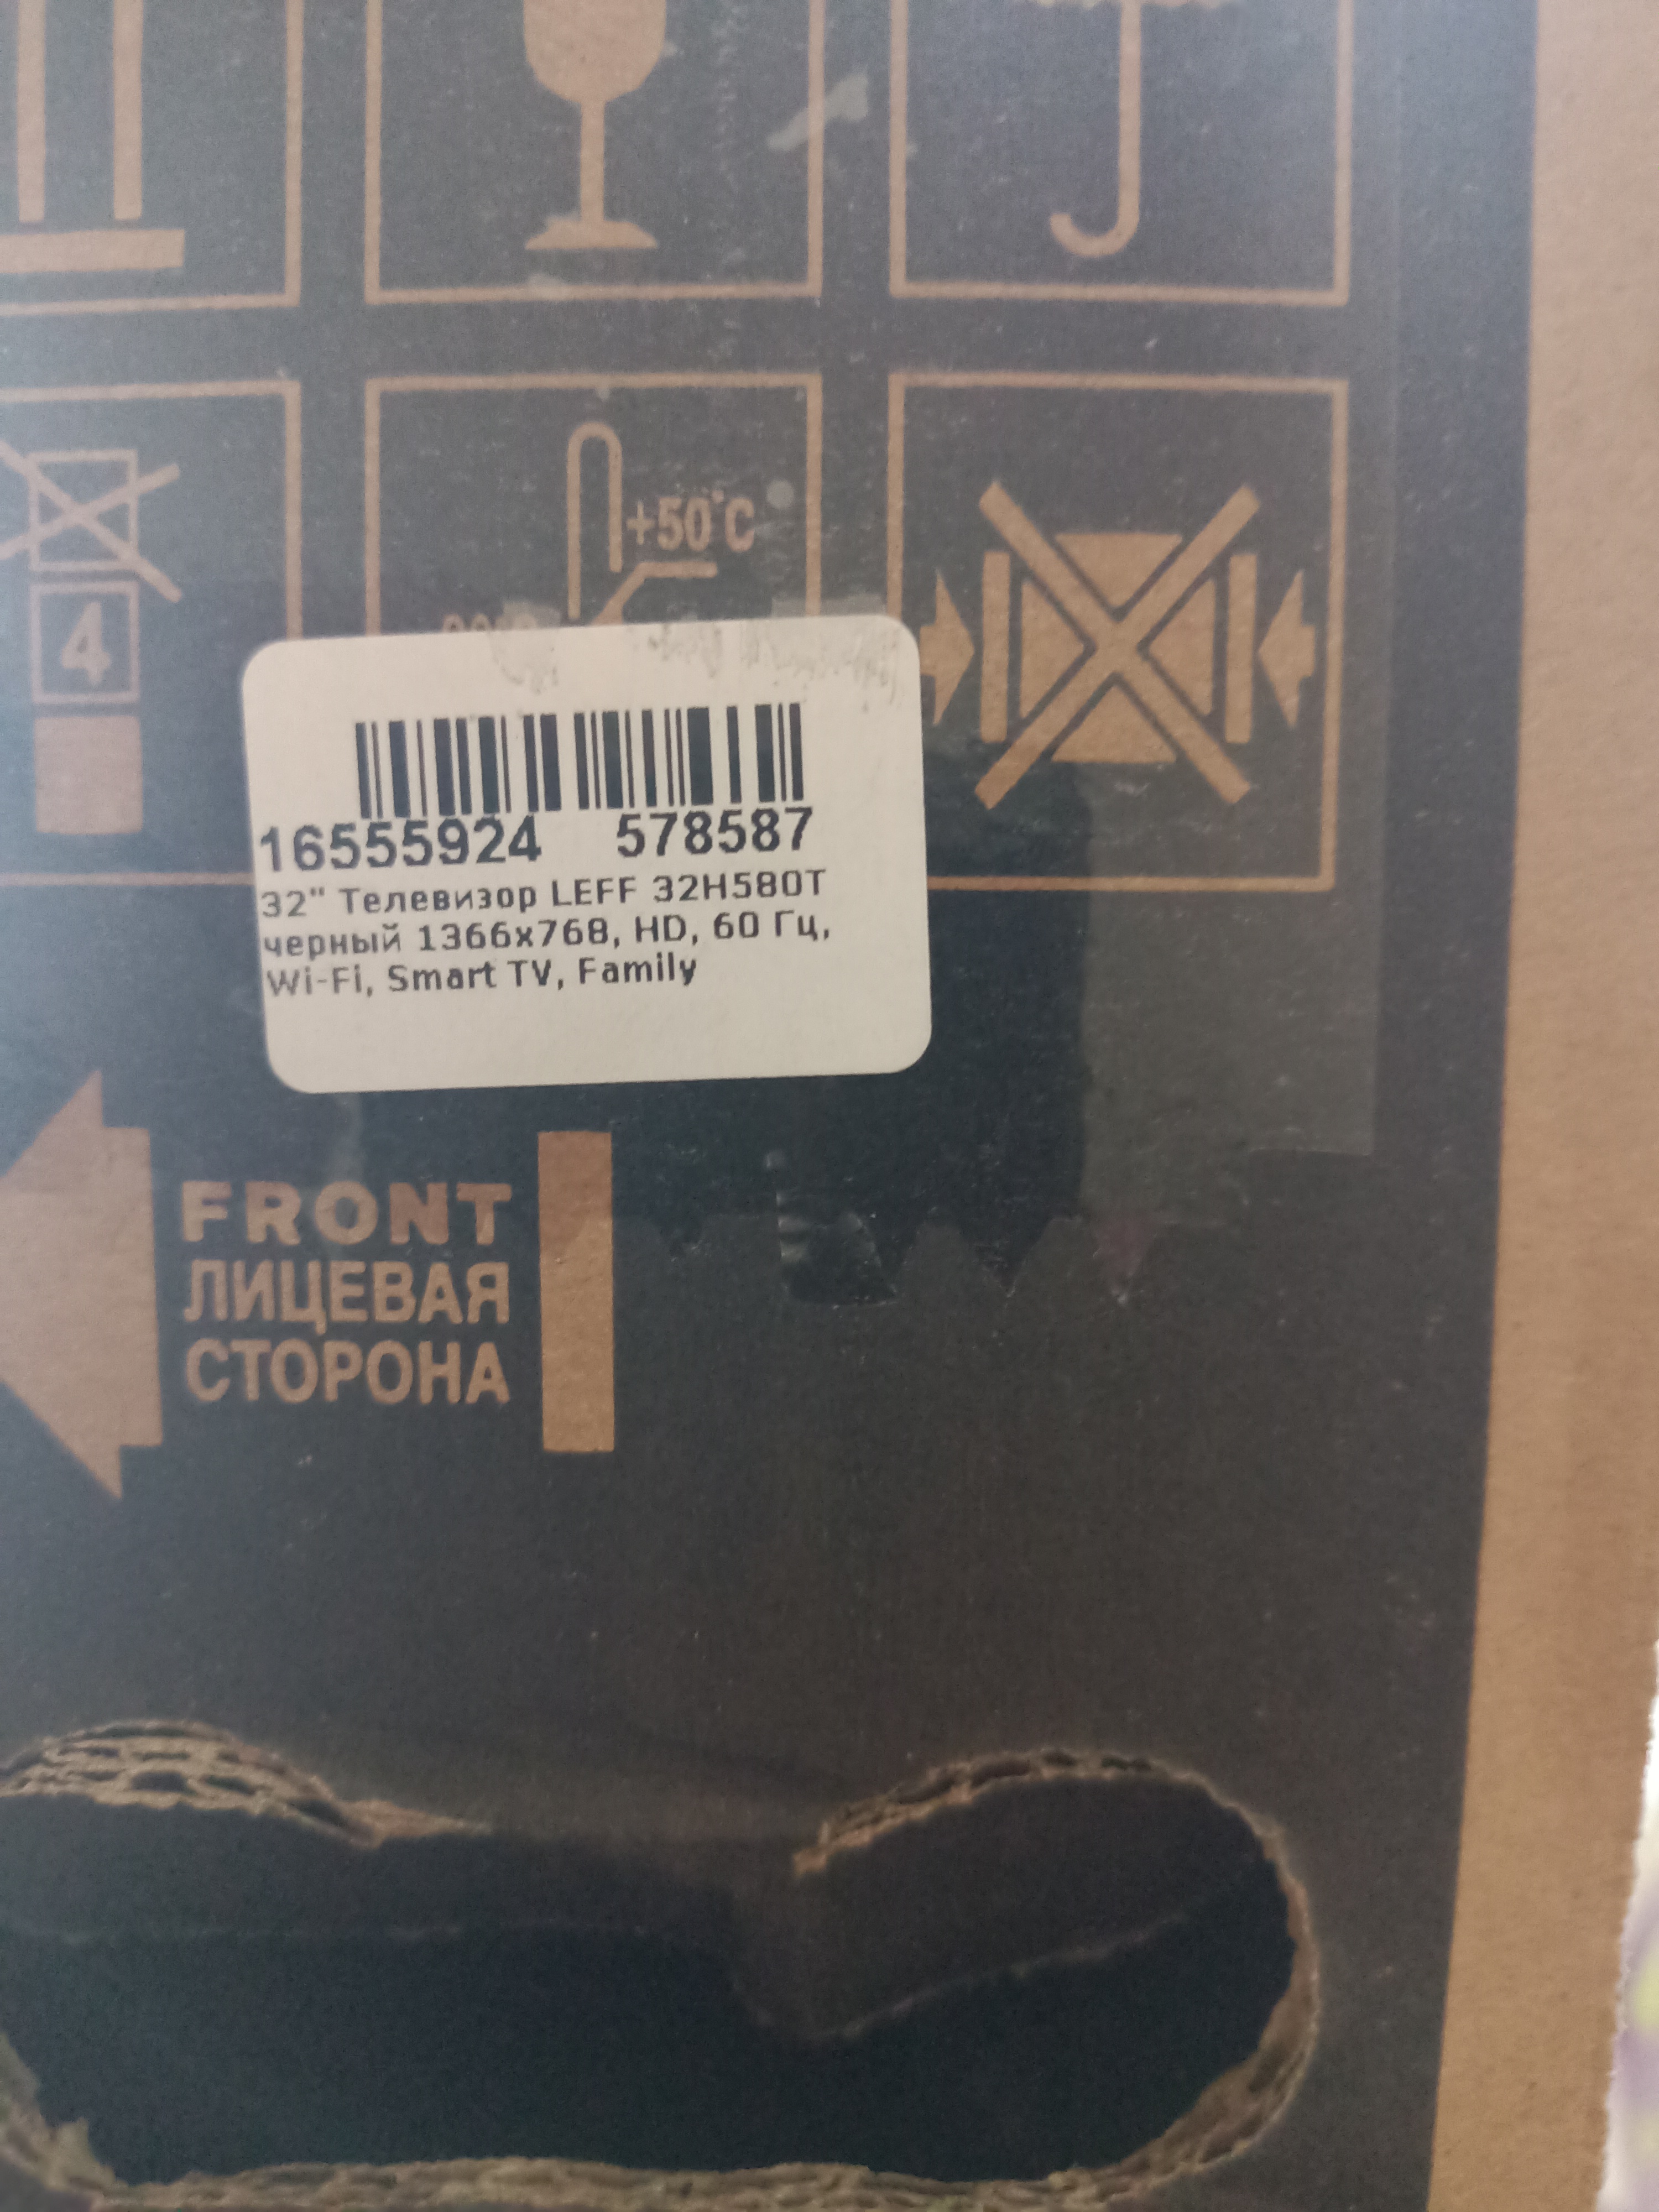 +50°C
4
16555924 578587
32" Телевизор LEFF 32H580T
черный 1366x768, HD, 60 Гц,
Wi-Fi, Smart TV, Family
FRONT
ЛИЦЕВАЯ
СТОРОНА